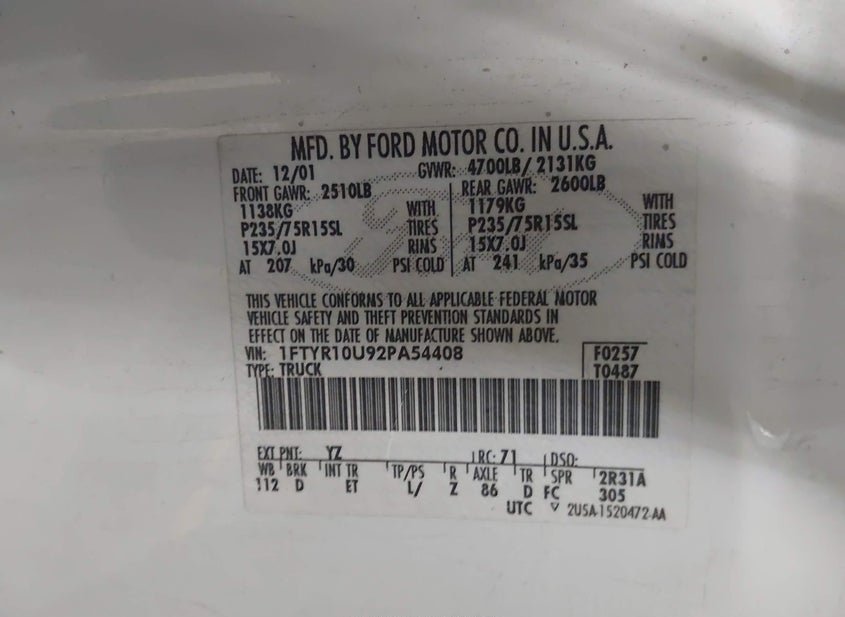 MFD. BY FORD MOTOR CO. IN U.S.A.
DATE: 12/01 GVWR: 4700LB/ 2131KG
FRONT GAWR: 2510LB REAR GAWR: 2600LB
1138KG WITH 1179KG WITH
P235/75R15SL TIRES P235/75R15SL TIRES
15X7.0J RIMS 15X7.0J RIMS
AT 207 kPa/30 PSI COLD AT 241 kPa/35 PSI COLD
THIS VEHICLE CONFORMS TO ALL APPLICABLE FEDERAL MOTOR
VEHICLE SAFETY AND THEFT PREVENTION STANDARDS IN
EFFECT ON THE DATE OF MANUFACTURE SHOWN ABOVE.
VIN: 1FTYR10U92PA54408 F0257
TYPE: TRUCK T0487
EXT PNT: YZ RC: 71 DSO:
WB BRK INT TR TP/PS R AXLE TR SPR 2R31A
112 D ET L/ Z 86 D FC 305
UTC ▽ 2U5A-1520472-AA